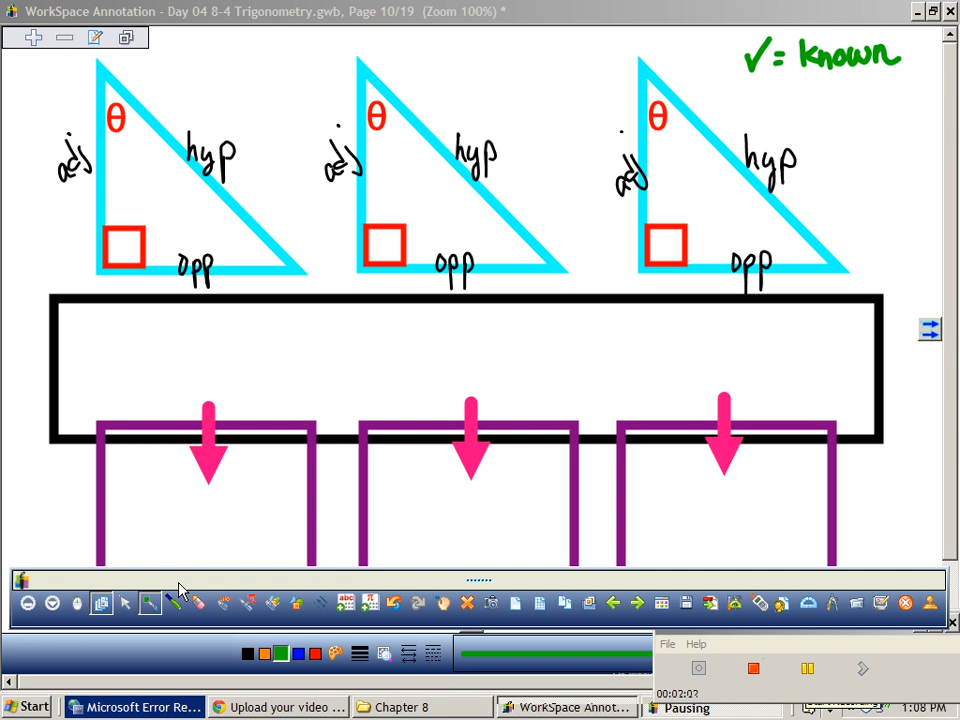 WorkSpace Annotation - Day 04 8-4 Trigonometry.gwb, Page 10/19 (Zoom 100%) *
✓= known
θ θ θ
adj hyp adj hyp adj hyp
opp opp opp
abc π
File Help
00:02:02
Start Microsoft Error Re... Upload your video ... Chapter 8 WorkSpace Annot... Pausing 1:08 PM